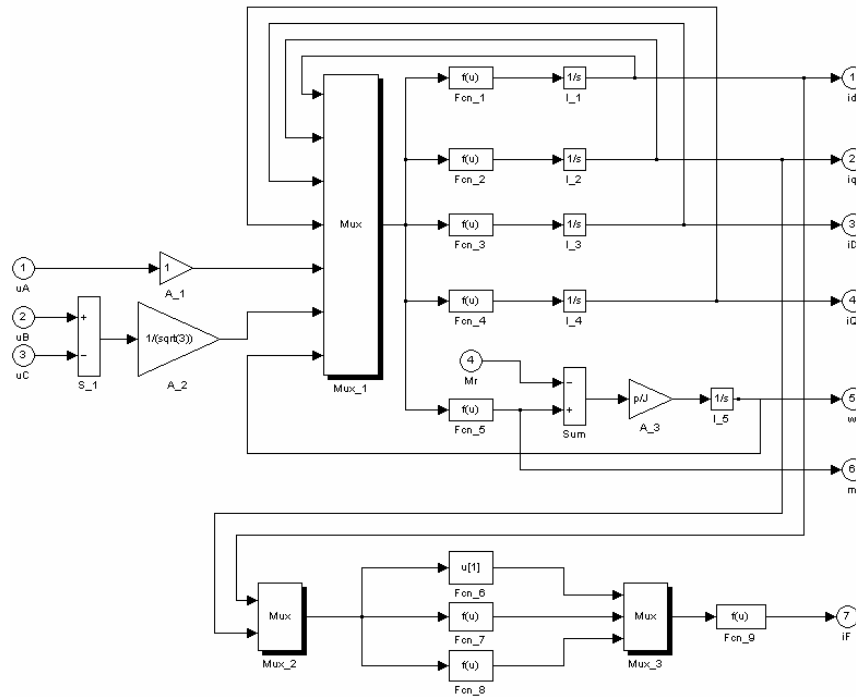 f(u)
Fcn_1
1/s
I_1
1
id
f(u)
Fcn_2
1/s
I_2
2
iq
f(u)
Fcn_3
1/s
I_3
3
iD
Mux
Mux_1
1
uA
1
A_1
2
uB
3
uC
+
−
S_1
1/(sqrt(3))
A_2
f(u)
Fcn_4
1/s
I_4
4
iQ
4
Mr
f(u)
Fcn_5
−
+
Sum
p/J
A_3
1/s
I_5
5
w
6
m
Mux
Mux_2
u[1]
Fcn_6
f(u)
Fcn_7
f(u)
Fcn_8
Mux
Mux_3
f(u)
Fcn_9
7
iF